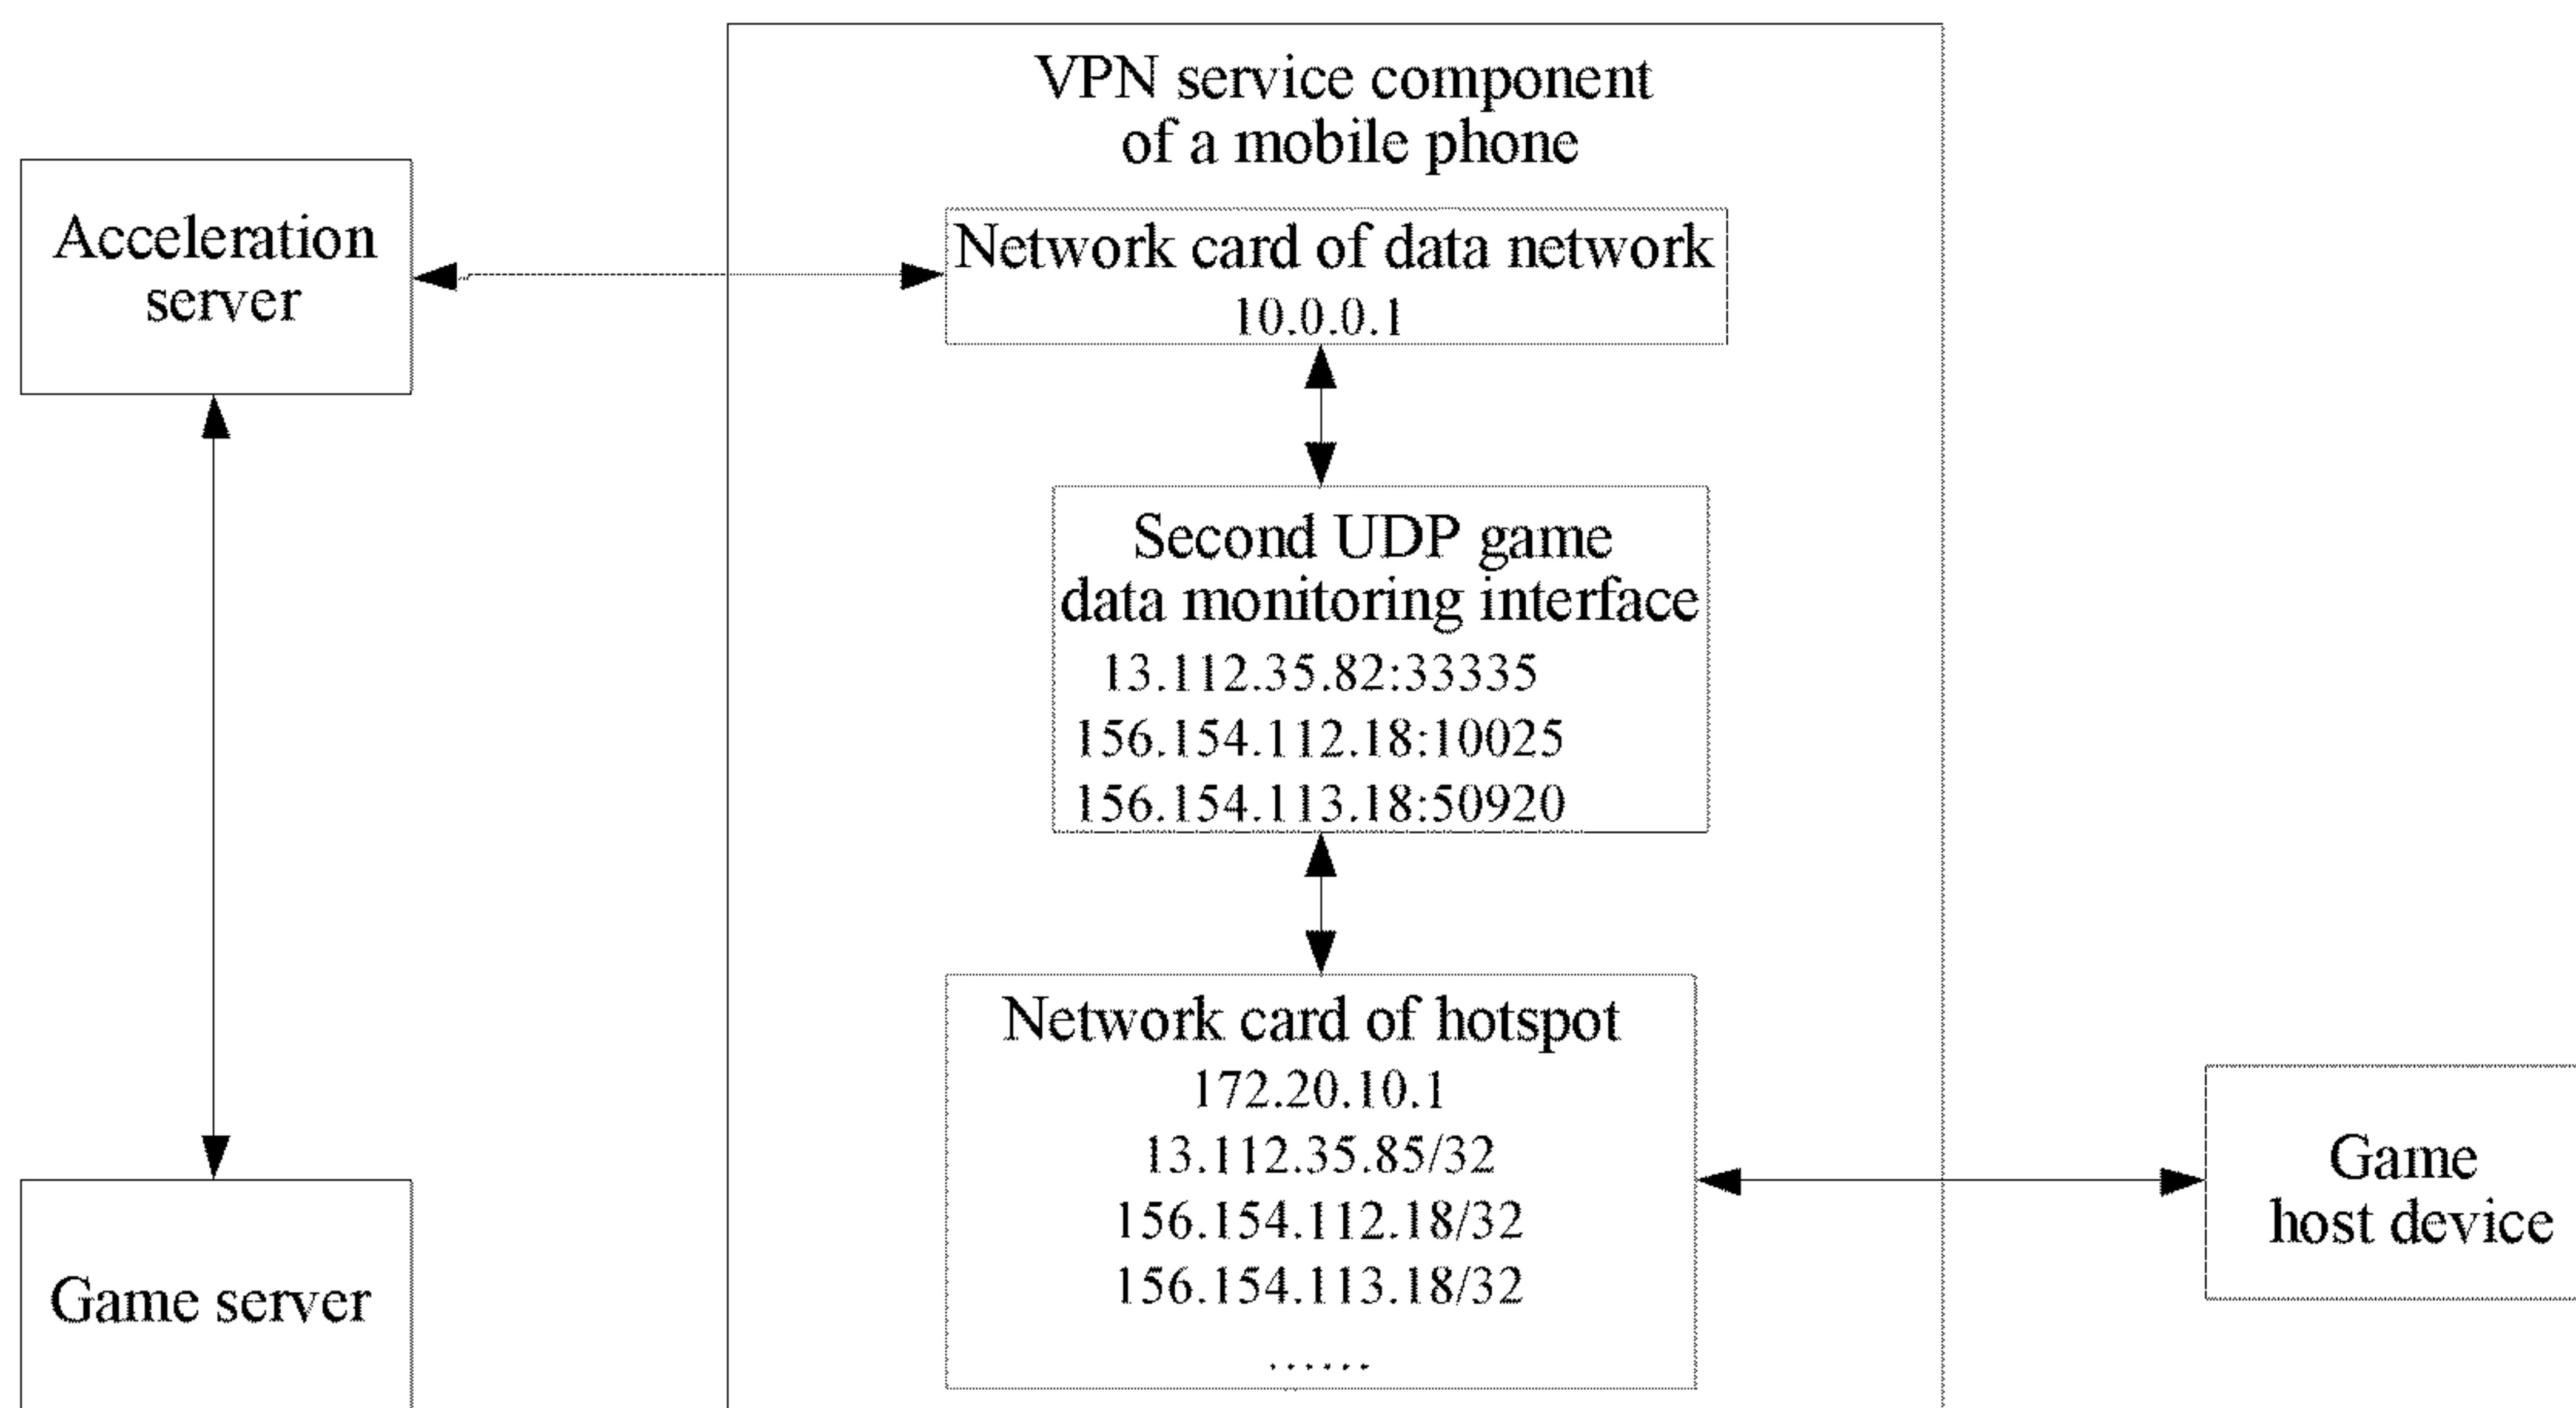 VPN service component
of a mobile phone
Acceleration
server
Network card of data network
10.0.0.1
Second UDP game
data monitoring interface
13.112.35.82:33335
156.154.112.18:10025
156.154.113.18:50920
Network card of hotspot
172.20.10.1
13.112.35.85/32
156.154.112.18/32
156.154.113.18/32
......
Game server
Game
host device